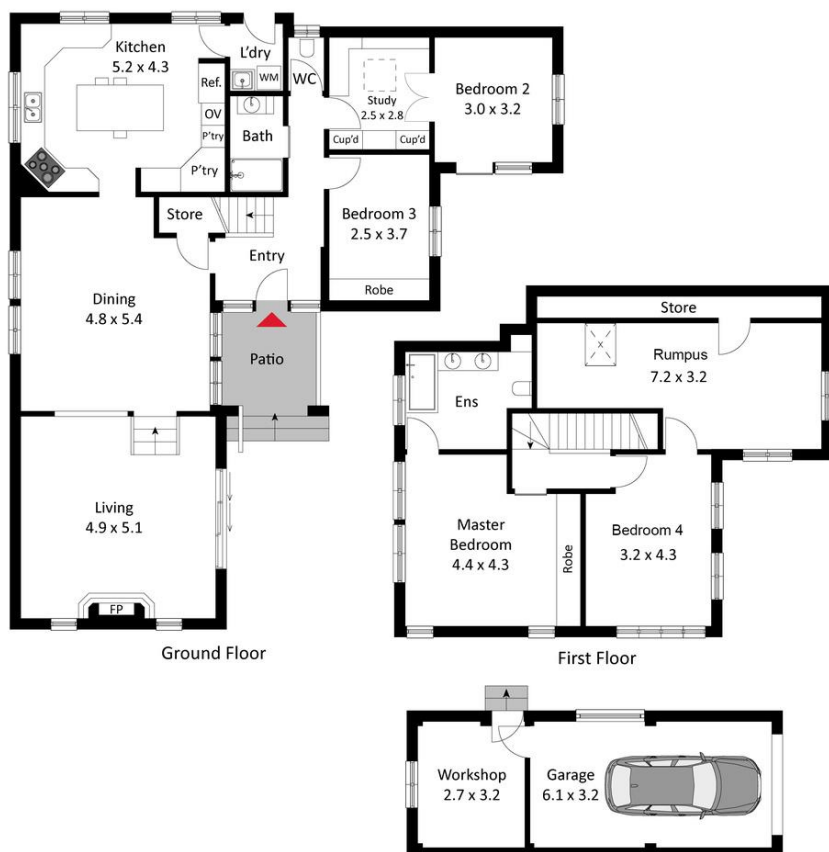 Kitchen
5.2 x 4.3
L'dry
WM
WC
Ref.
OV
P'try
P'try
Bath
Study
2.5 x 2.8
Cup'd
Cup'd
Bedroom 2
3.0 x 3.2
Store
Entry
Bedroom 3
2.5 x 3.7
Robe
Dining
4.8 x 5.4
Patio
Living
4.9 x 5.1
FP
Ground Floor
Store
Rumpus
7.2 x 3.2
Ens
Master
Bedroom
4.4 x 4.3
Robe
Bedroom 4
3.2 x 4.3
First Floor
Workshop
2.7 x 3.2
Garage
6.1 x 3.2